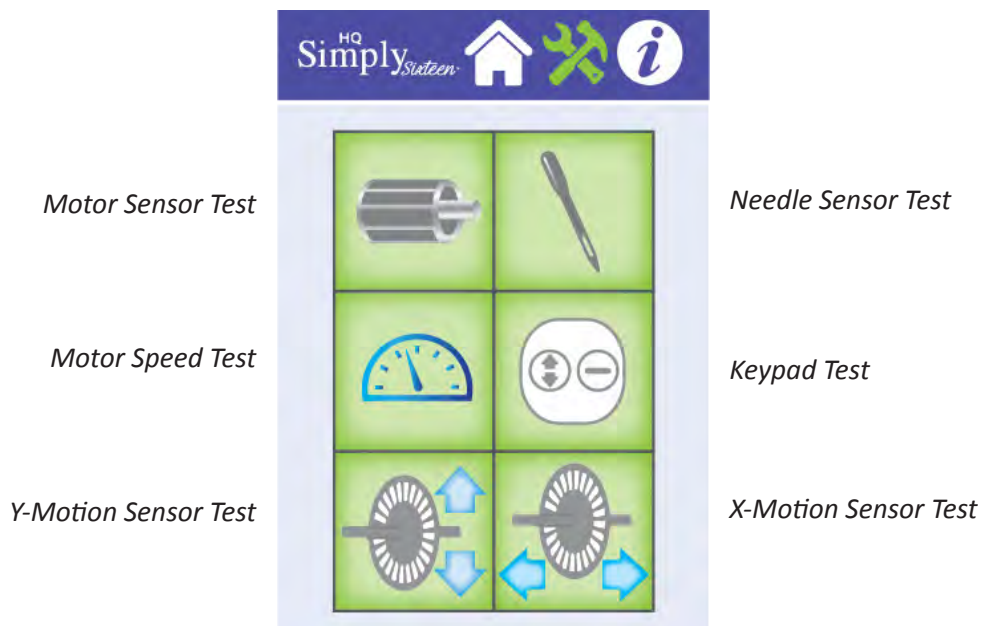 HQ
Simply Sixteen
Motor Sensor Test
Needle Sensor Test
Motor Speed Test
Keypad Test
Y-Motion Sensor Test
X-Motion Sensor Test